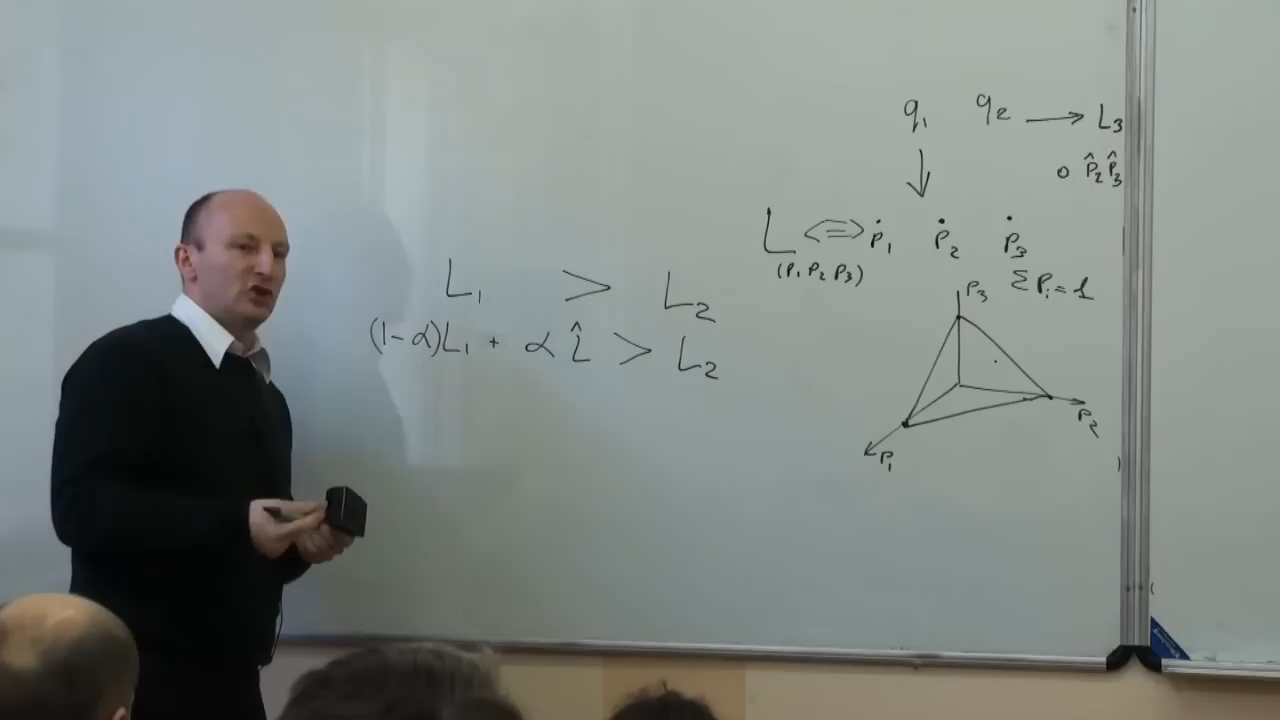 L₁ > L₂
(1-α)L₁ + α L̂ > L₂
q₁ q₂ → L₃
↓ 0 P̂₂ P̂₃
L ⇔ Ṗ₁ Ṗ₂ Ṗ₃
(P₁ P₂ P₃)
Σ Pᵢ = 1
P₃
P₂
P₁